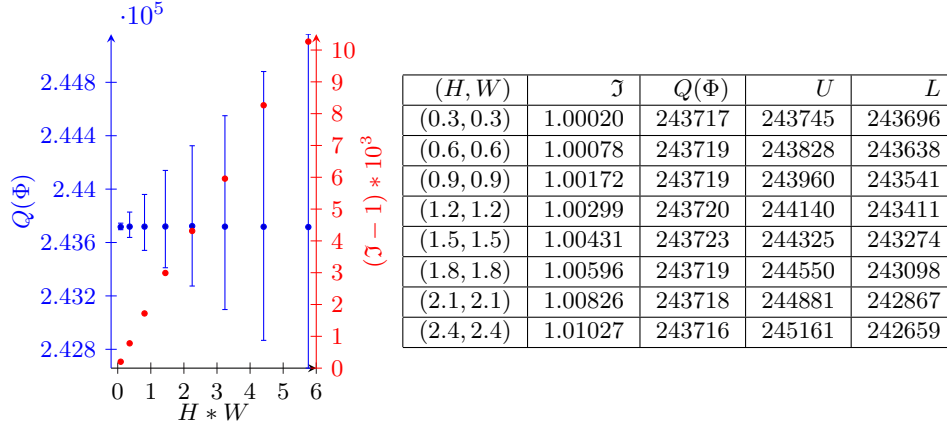 ·10^5
2.448
2.444
2.44
2.436
2.432
2.428
Q(Φ)
0 1 2 3 4 5 6
H ∗ W
10
9
8
7
6
5
4
3
2
1
0
(ℑ − 1) ∗ 10^3
(H, W) ℑ Q(Φ) U L
(0.3, 0.3) 1.00020 243717 243745 243696
(0.6, 0.6) 1.00078 243719 243828 243638
(0.9, 0.9) 1.00172 243719 243960 243541
(1.2, 1.2) 1.00299 243720 244140 243411
(1.5, 1.5) 1.00431 243723 244325 243274
(1.8, 1.8) 1.00596 243719 244550 243098
(2.1, 2.1) 1.00826 243718 244881 242867
(2.4, 2.4) 1.01027 243716 245161 242659